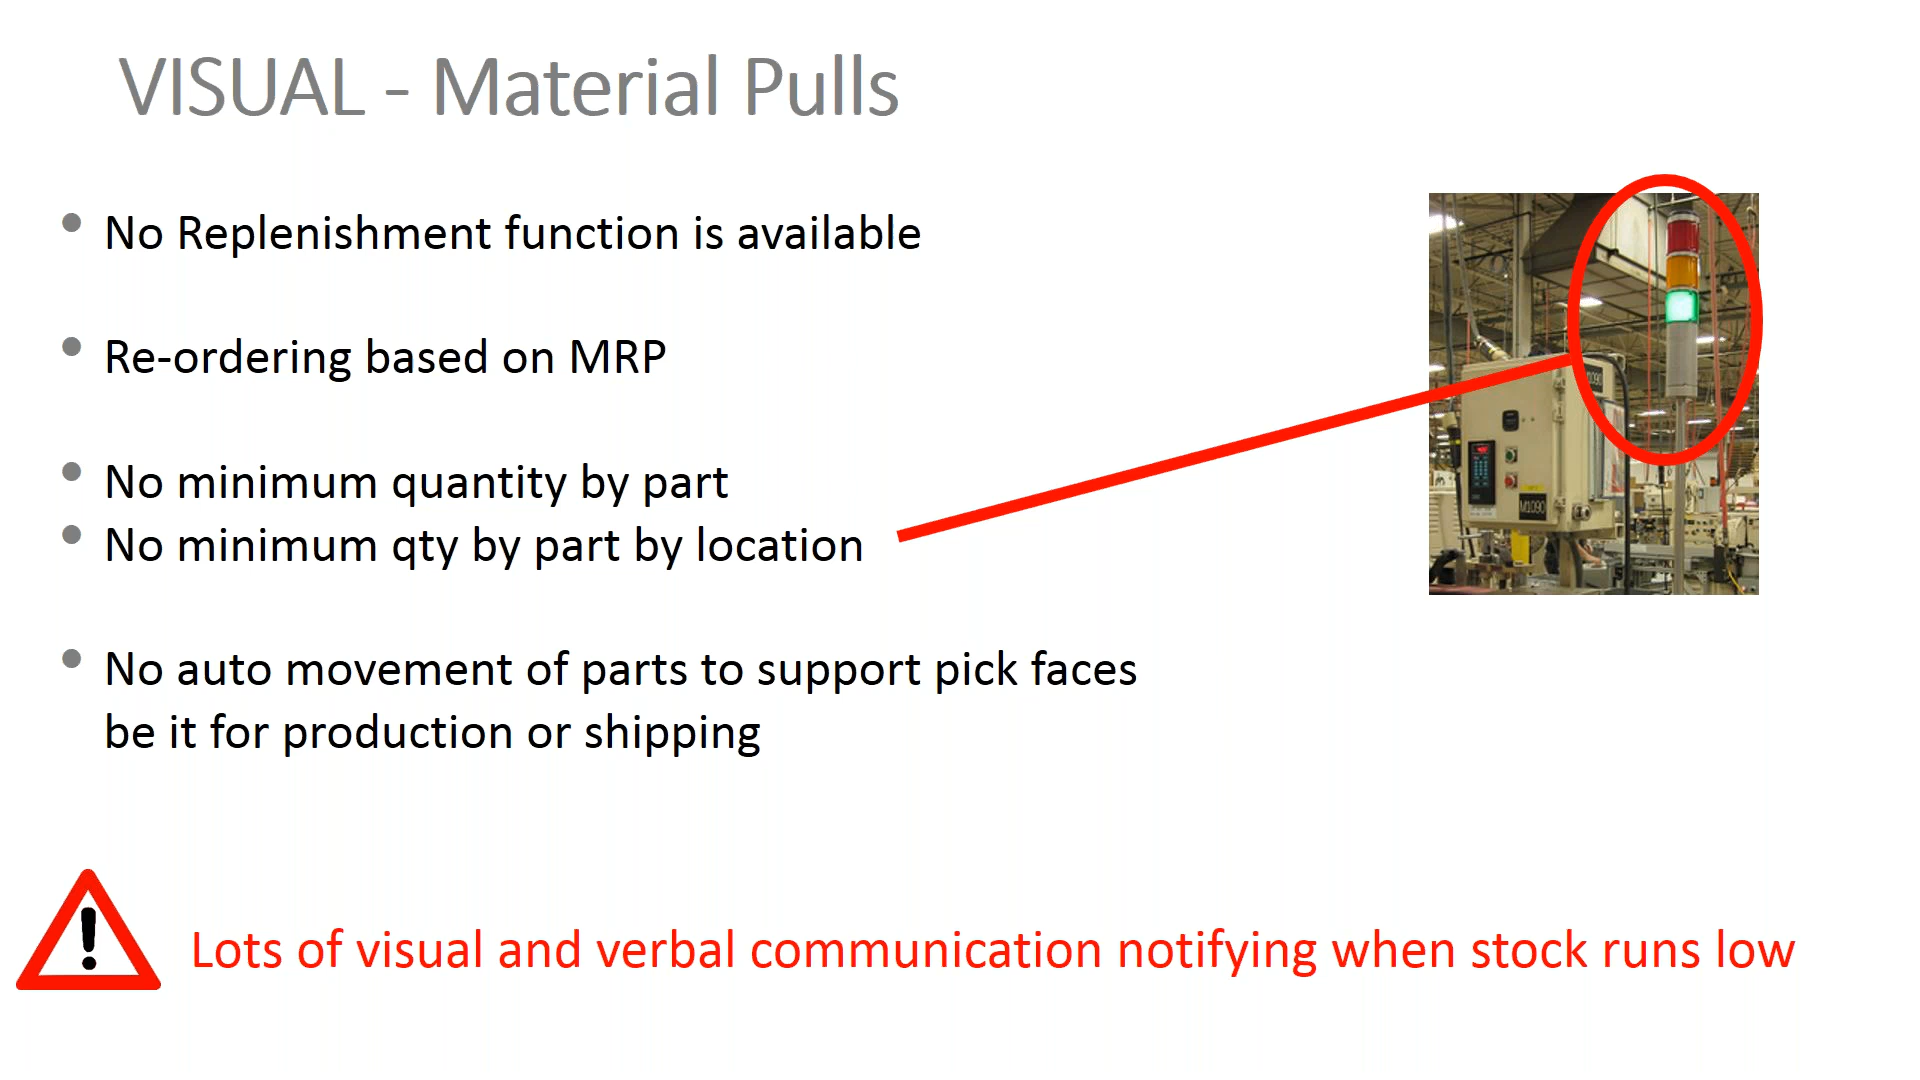 VISUAL - Material Pulls
No Replenishment function is available
Re-ordering based on MRP
No minimum quantity by part
No minimum qty by part by location
No auto movement of parts to support pick faces
be it for production or shipping
M1090
!
Lots of visual and verbal communication notifying when stock runs low